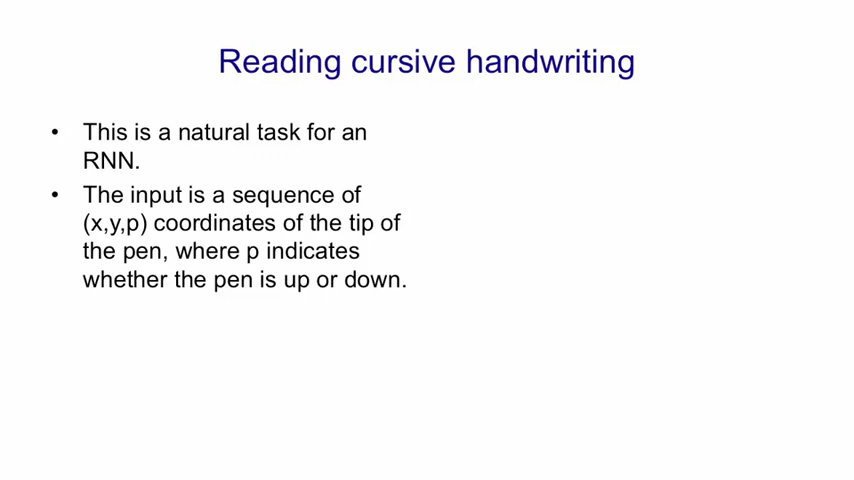 Reading cursive handwriting
• This is a natural task for an
RNN.
• The input is a sequence of
(x,y,p) coordinates of the tip of
the pen, where p indicates
whether the pen is up or down.